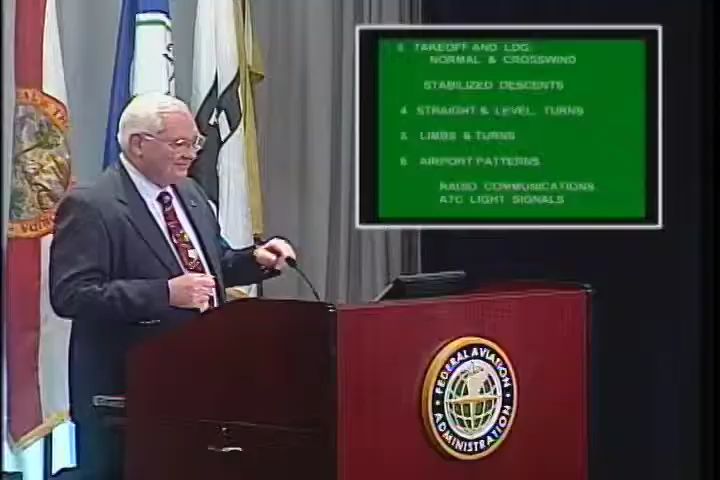 3 TAKEOFF AND LDG.
NORMAL & CROSSWIND
STABILIZED DESCENTS
4 STRAIGHT & LEVEL, TURNS
5. LIMBS & TURNS
6 AIRPORT PATTERNS
RADIO COMMUNICATIONS
ATC LIGHT SIGNALS
FEDERAL AVIATION
ADMINISTRATION